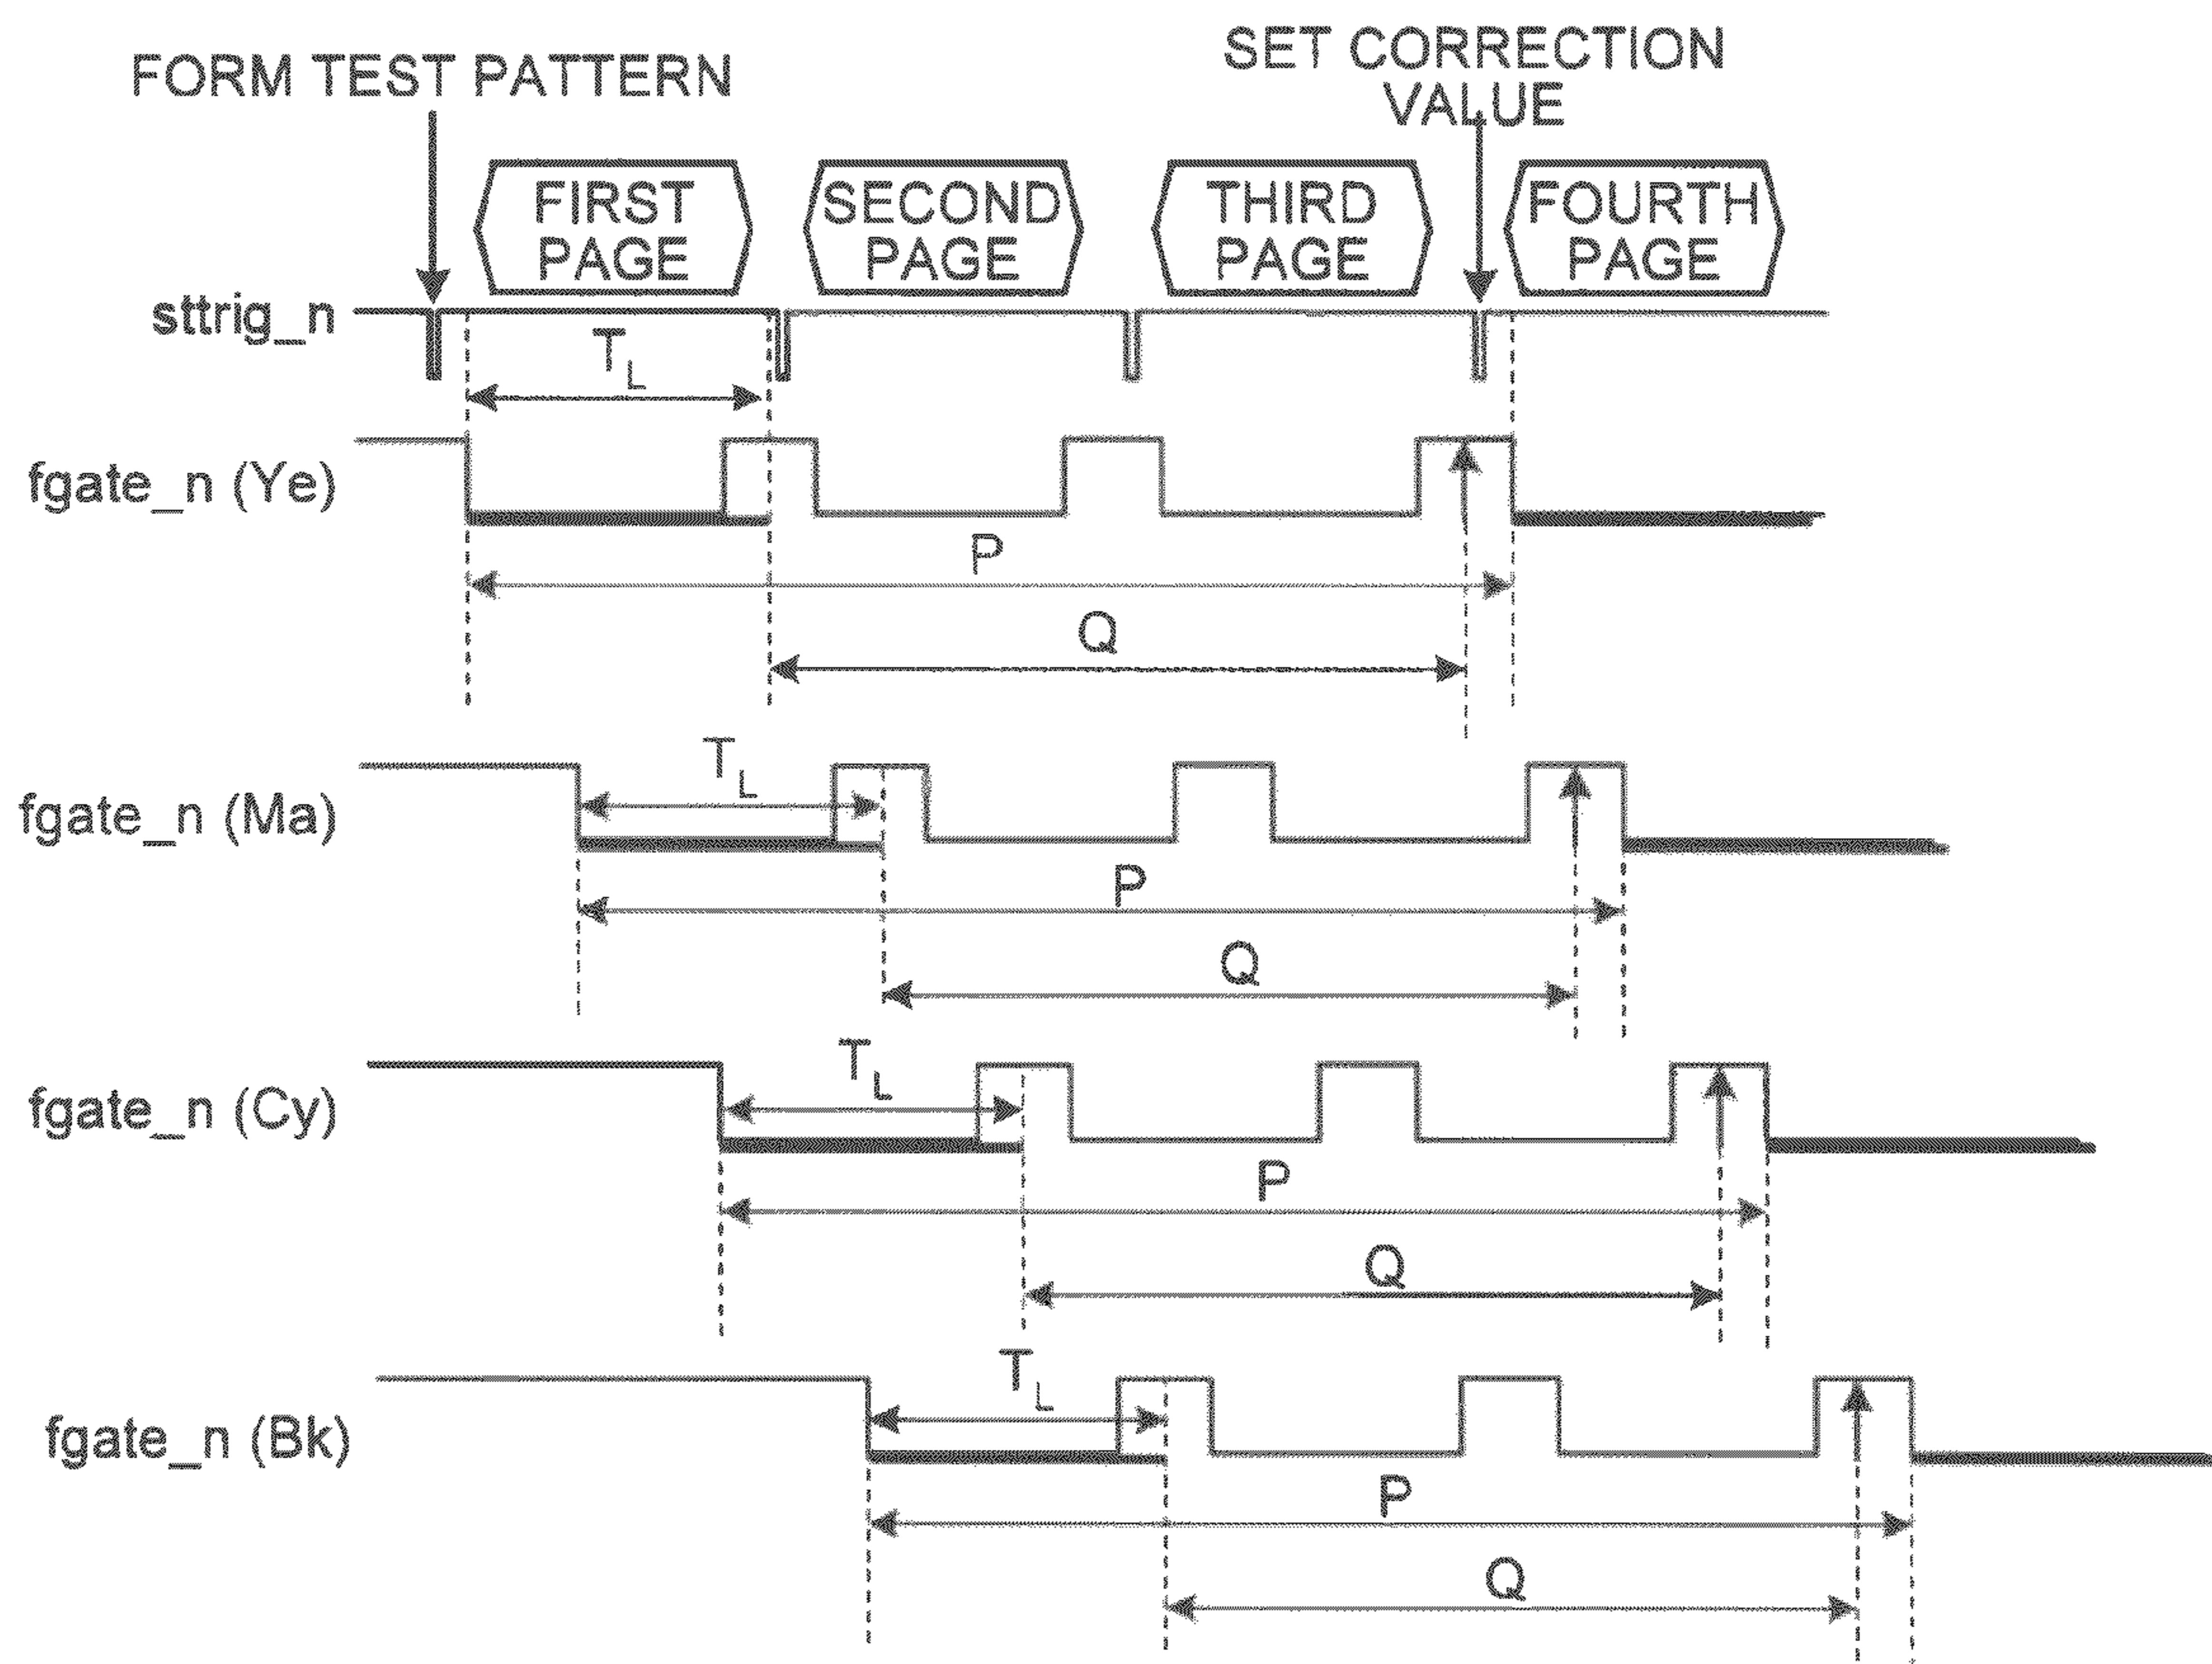 FORM TEST PATTERN
SET CORRECTION
VALUE
FIRST
PAGE
SECOND
PAGE
THIRD
PAGE
FOURTH
PAGE
sttrig_n
TL
fgate_n (Ye)
P
Q
TL
fgate_n (Ma)
P
Q
TL
fgate_n (Cy)
P
Q
TL
fgate_n (Bk)
P
Q